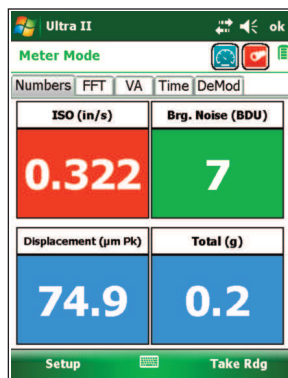 Ultra II ok
Meter Mode
Numbers FFT VA Time DeMod
ISO (in/s) Brg. Noise (BDU)
0.322 7
Displacement (µm Pk) Total (g)
74.9 0.2
Setup Take Rdg